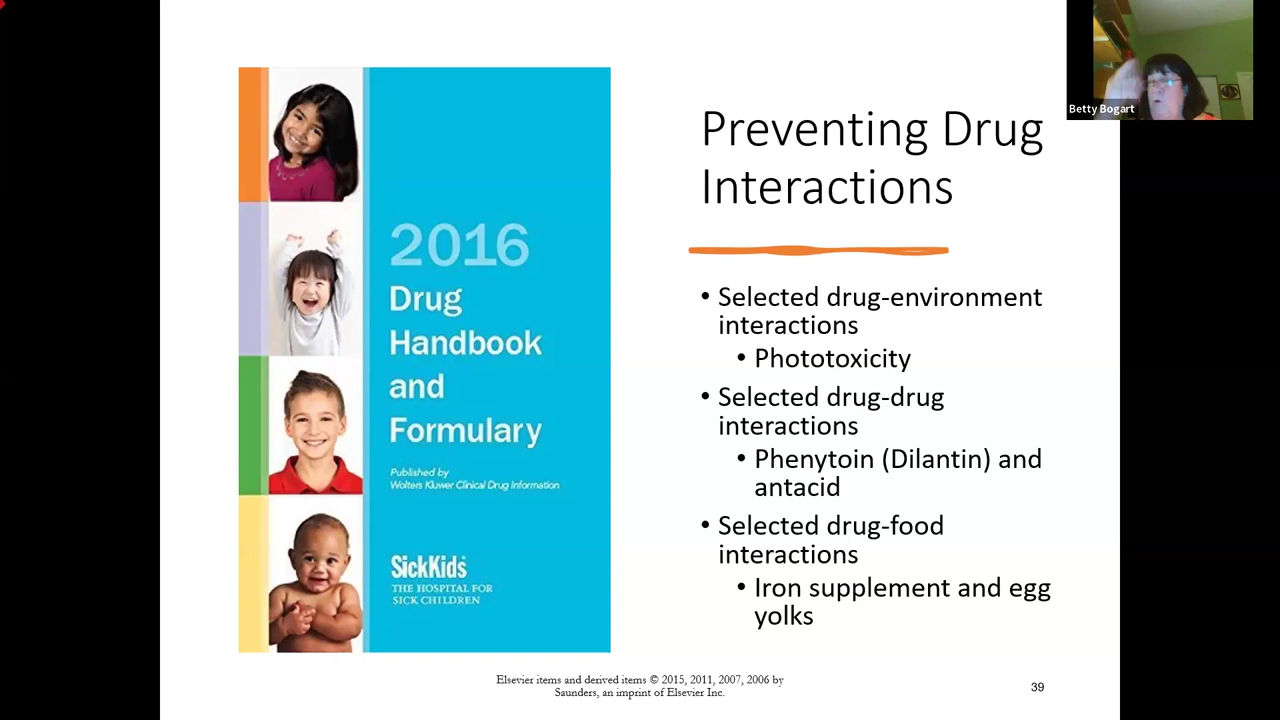 Betty Bogart
Preventing Drug
Interactions
2016
Drug
Handbook
and
Formulary
Published by
Wolters Kluwer Clinical Drug Information
SickKids®
THE HOSPITAL FOR
SICK CHILDREN
• Selected drug-environment
interactions
• Phototoxicity
• Selected drug-drug
interactions
• Phenytoin (Dilantin) and
antacid
• Selected drug-food
interactions
• Iron supplement and egg
yolks
Elsevier items and derived items © 2015, 2011, 2007, 2006 by
Saunders, an imprint of Elsevier Inc.
39